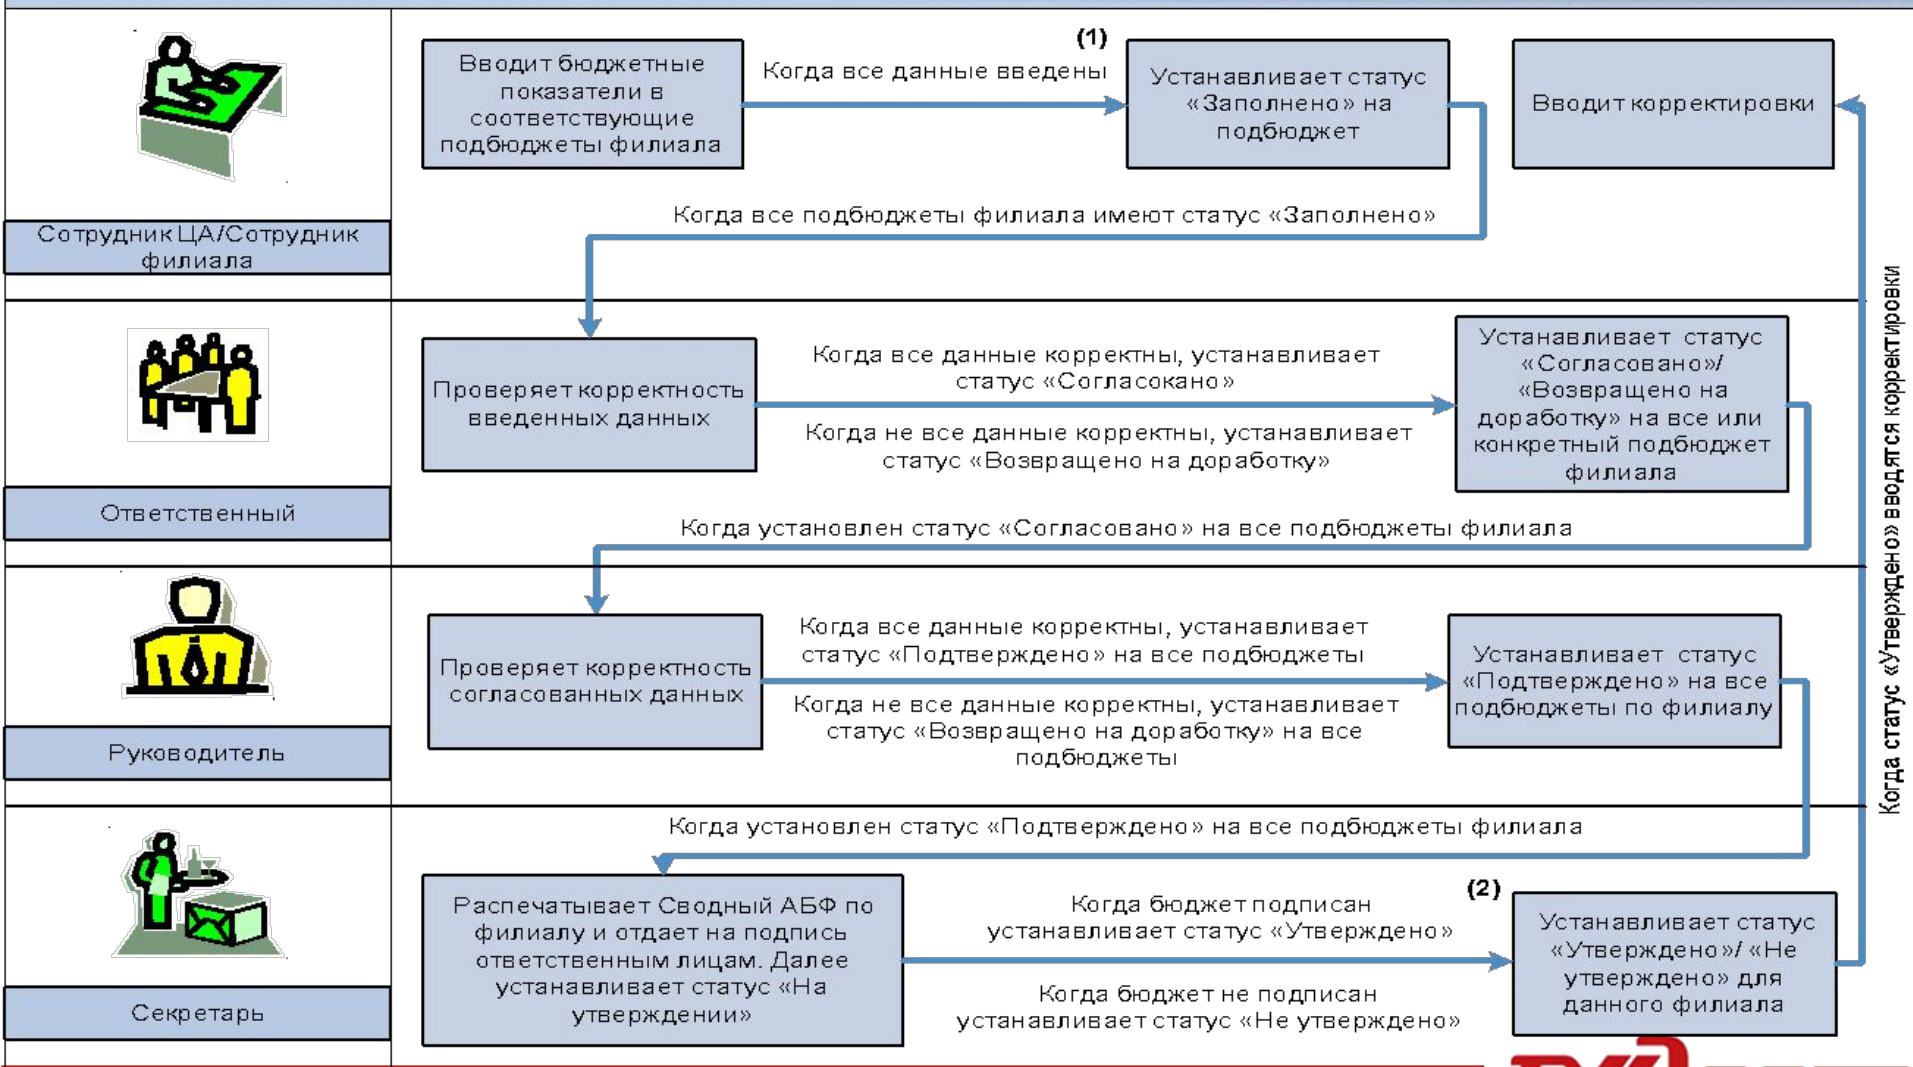 (1)
Вводит бюджетные
показатели в
соответствующие
подбюджеты филиала
Когда все данные введены
Устанавливает статус
«Заполнено» на
подбюджет
Вводит корректировки
Когда все подбюджеты филиала имеют статус «Заполнено»
Сотрудник ЦА/Сотрудник
филиала
Проверяет корректность
введенных данных
Когда все данные корректны, устанавливает
статус «Согласокано»
Когда не все данные корректны, устанавливает
статус «Возвращено на доработку»
Устанавливает статус
«Согласовано»/
«Возвращено на
доработку» на все или
конкретный подбюджет
филиала
Ответственный
Когда установлен статус «Согласовано» на все подбюджеты филиала
Проверяет корректность
согласованных данных
Когда все данные корректны, устанавливает
статус «Подтверждено» на все подбюджеты
Когда не все данные корректны, устанавливает
статус «Возвращено на доработку» на все
подбюджеты
Устанавливает статус
«Подтверждено» на все
подбюджеты по филиалу
Руководитель
Когда установлен статус «Подтверждено» на все подбюджеты филиала
Распечатывает Сводный АБФ по
филиалу и отдает на подпись
ответственным лицам. Далее
устанавливает статус «На
утверждении»
Когда бюджет подписан
устанавливает статус «Утверждено»
Когда бюджет не подписан
устанавливает статус «Не утверждено»
(2)
Устанавливает статус
«Утверждено»/ «Не
утверждено» для
данного филиала
Секретарь
Когда статус «Утверждено» вводятся корректировки